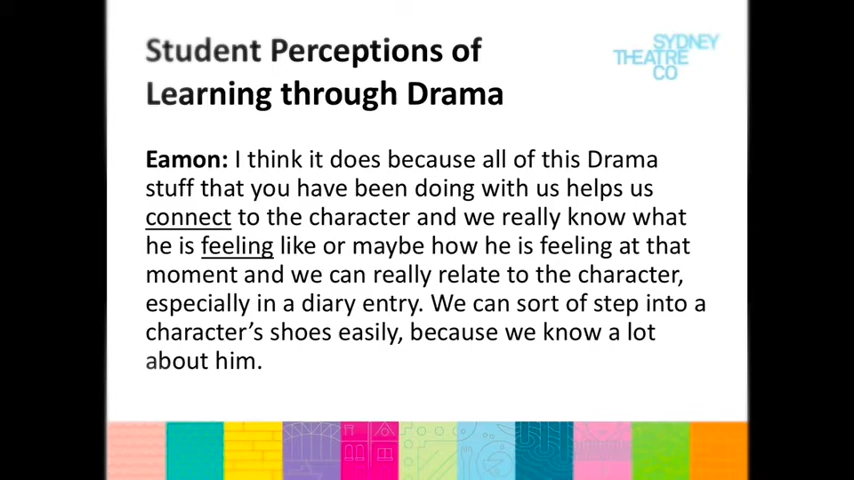 Student Perceptions of
Learning through Drama
SYDNEY
THEATRE
CO
Eamon: I think it does because all of this Drama
stuff that you have been doing with us helps us
connect to the character and we really know what
he is feeling like or maybe how he is feeling at that
moment and we can really relate to the character,
especially in a diary entry. We can sort of step into a
character’s shoes easily, because we know a lot
about him.